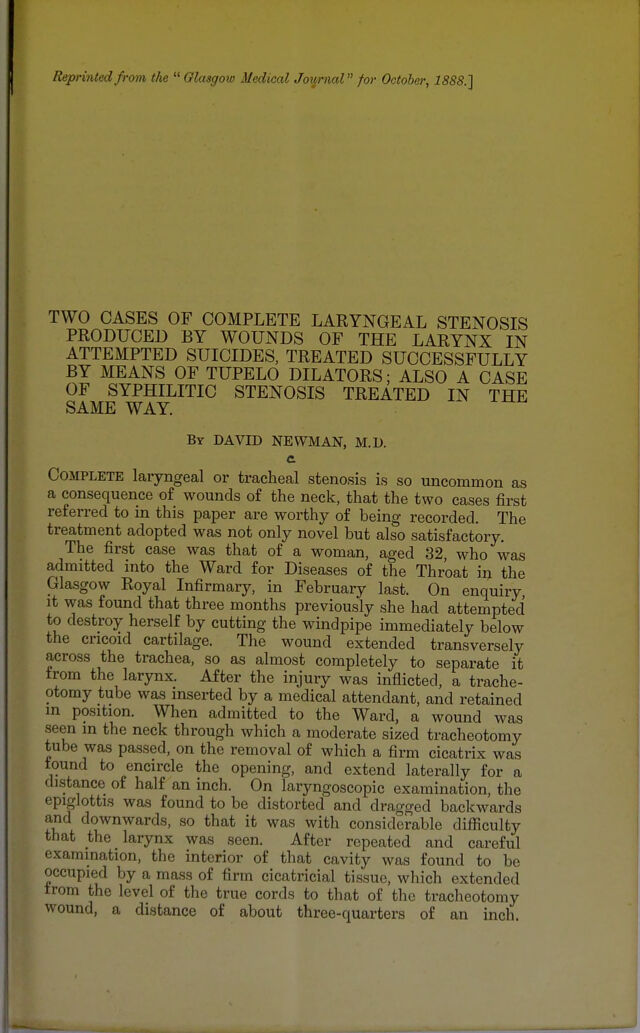 Reprinted from the “Glasgow Medical Journal” for October, 1888.]
TWO CASES OF COMPLETE LARYNGEAL STENOSIS
PRODUCED BY WOUNDS OF THE LARYNX IN
ATTEMPTED SUICIDES, TREATED SUCCESSFULLY
BY MEANS OF TUPELO DILATORS; ALSO A CASE
OF SYPHILITIC STENOSIS TREATED IN THE
SAME WAY.
By DAVID NEWMAN, M.D.
Complete laryngeal or tracheal stenosis is so uncommon as
a consequence of wounds of the neck, that the two cases first
referred to in this paper are worthy of being recorded. The
treatment adopted was not only novel but also satisfactory.
The first case was that of a woman, aged 32, who was
admitted into the Ward for Diseases of the Throat in the
Glasgow Royal Infirmary, in February last. On enquiry,
it was found that three months previously she had attempted
to destroy herself by cutting the windpipe immediately below
the cricoid cartilage. The wound extended transversely
across the trachea, so as almost completely to separate it
from the larynx. After the injury was inflicted, a trache-
otomy tube was inserted by a medical attendant, and retained
in position. When admitted to the Ward, a wound was
seen in the neck through which a moderate sized tracheotomy
tube was passed, on the removal of which a firm cicatrix was
found to encircle the opening, and extend laterally for a
distance of half an inch. On laryngoscopic examination, the
epiglottis was found to be distorted and dragged backwards
and downwards, so that it was with considerable difficulty
that the larynx was seen. After repeated and careful
examination, the interior of that cavity was found to be
occupied by a mass of firm cicatricial tissue, which extended
from the level of the true cords to that of the tracheotomy
wound, a distance of about three-quarters of an inch.